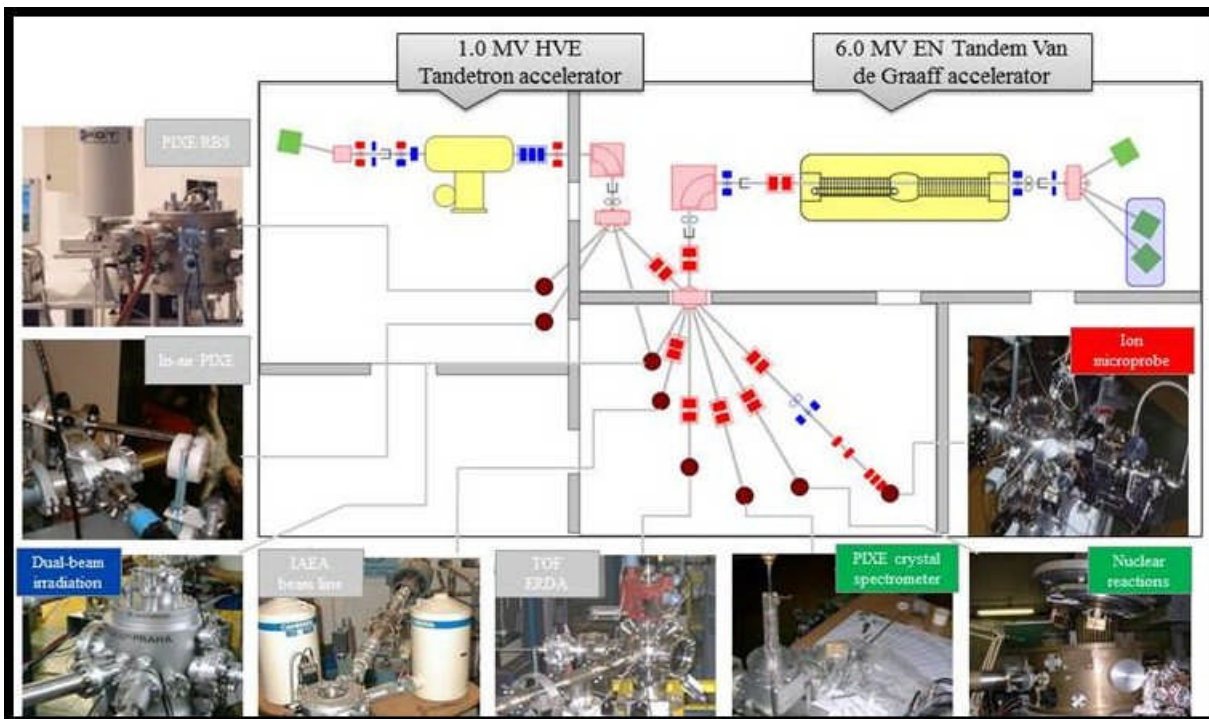 1.0 MV HVE
Tandetron accelerator
6.0 MV EN Tandem Van
de Graaff accelerator
PIXE/RBS
In-air PIXE
Ion
microprobe
Dual-beam
irradiation
IAEA
beam line
TOF
ERDA
PIXE crystal
spectrometer
Nuclear
reactions